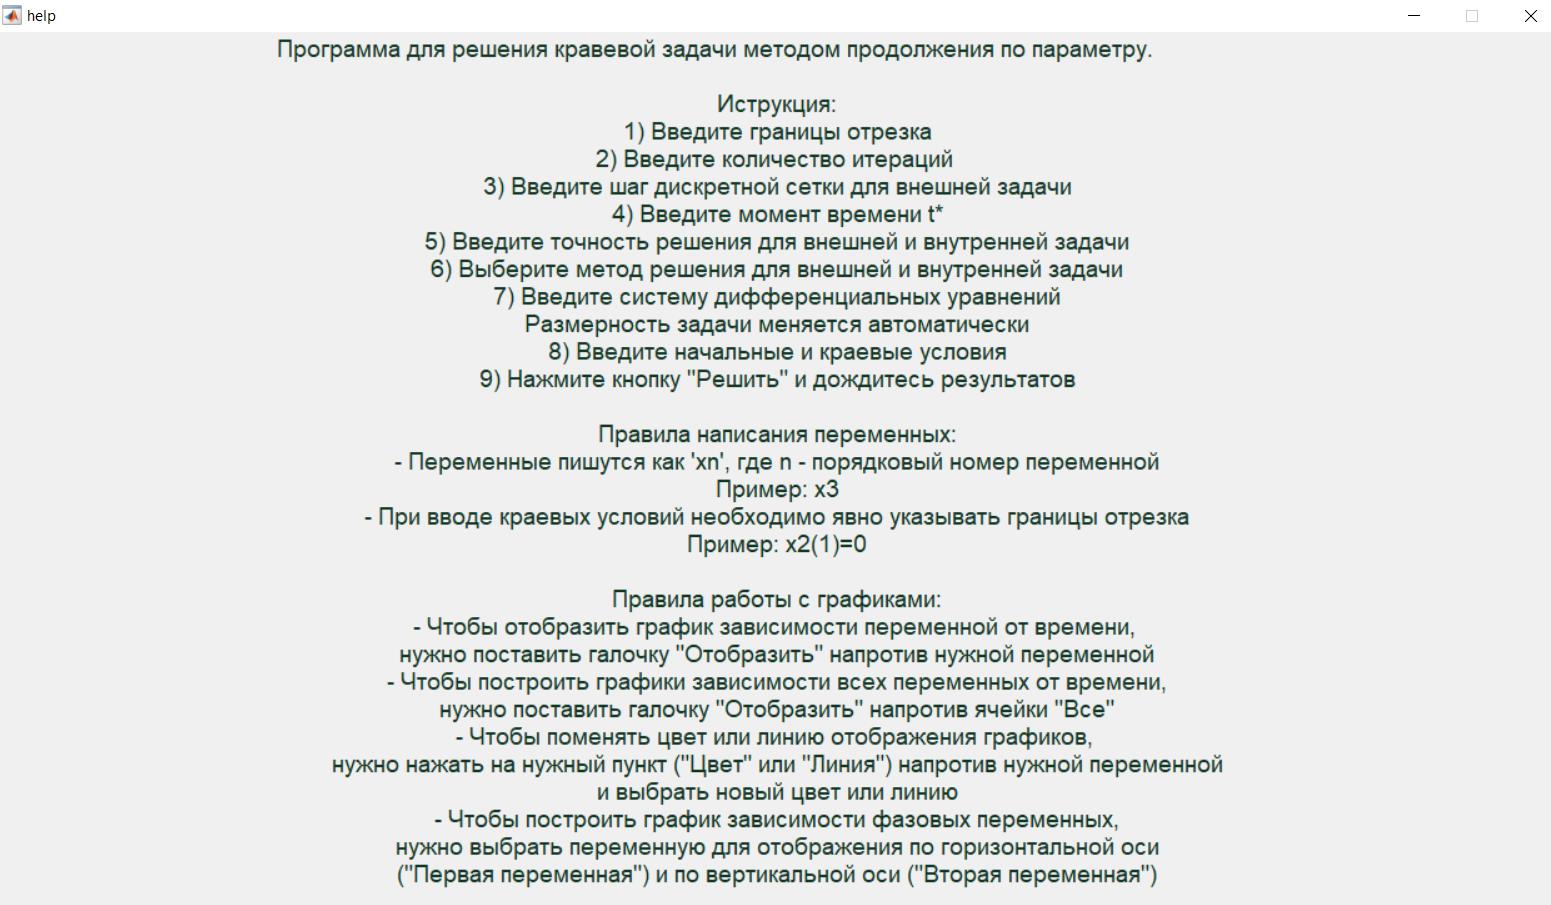 help
Программа для решения кравевой задачи методом продолжения по параметру.
Иструкция:
1) Введите границы отрезка
2) Введите количество итераций
3) Введите шаг дискретной сетки для внешней задачи
4) Введите момент времени t*
5) Введите точность решения для внешней и внутренней задачи
6) Выберите метод решения для внешней и внутренней задачи
7) Введите систему дифференциальных уравнений
Размерность задачи меняется автоматически
8) Введите начальные и краевые условия
9) Нажмите кнопку "Решить" и дождитесь результатов
Правила написания переменных:
- Переменные пишутся как 'xn', где n - порядковый номер переменной
Пример: x3
- При вводе краевых условий необходимо явно указывать границы отрезка
Пример: x2(1)=0
Правила работы с графиками:
- Чтобы отобразить график зависимости переменной от времени,
нужно поставить галочку "Отобразить" напротив нужной переменной
- Чтобы построить графики зависимости всех переменных от времени,
нужно поставить галочку "Отобразить" напротив ячейки "Все"
- Чтобы поменять цвет или линию отображения графиков,
нужно нажать на нужный пункт ("Цвет" или "Линия") напротив нужной переменной
и выбрать новый цвет или линию
- Чтобы построить график зависимости фазовых переменных,
нужно выбрать переменную для отображения по горизонтальной оси
("Первая переменная") и по вертикальной оси ("Вторая переменная")